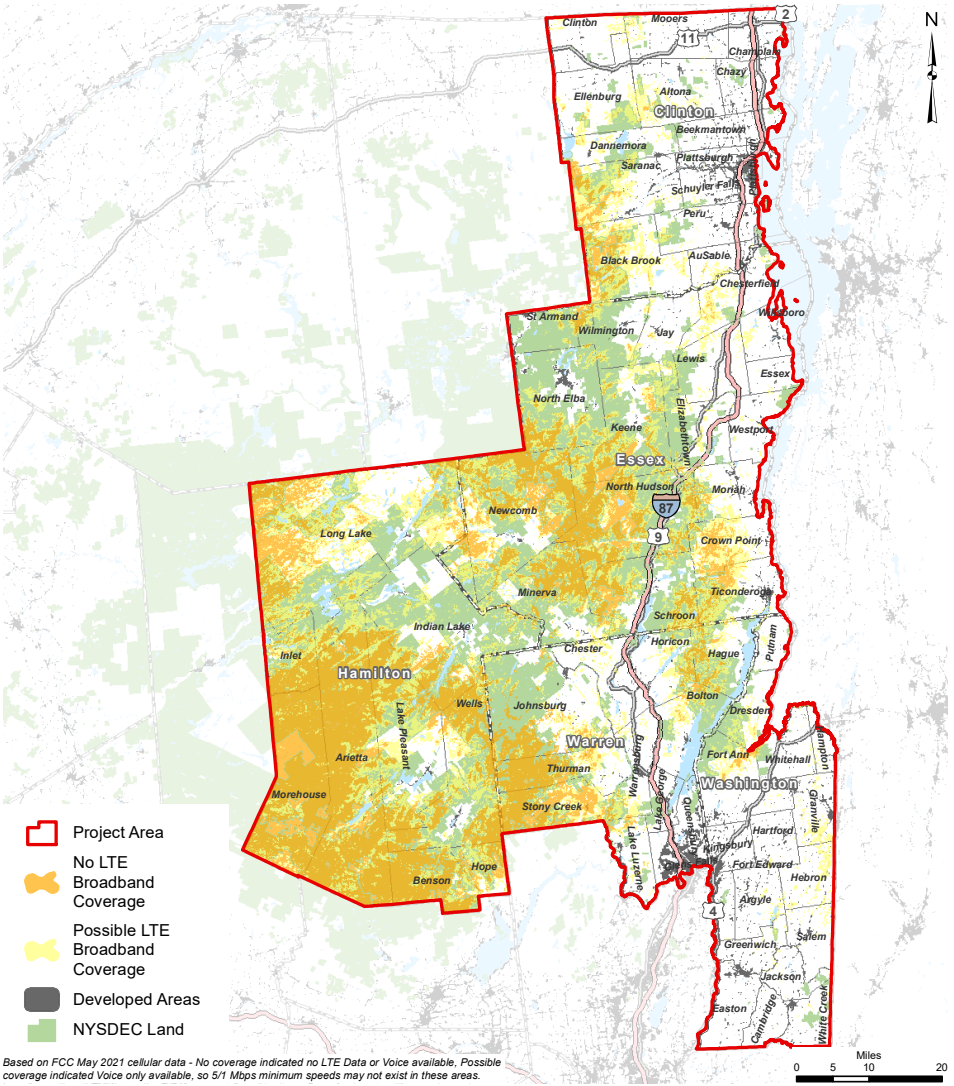 2
N
Clinton
Mooers
11
Champlain
Chazy
Ellenburg
Altona
Clinton
Beekmantown
Dannemora
Plattsburgh
Saranac
Plattsburgh
Schuyler Falls
Peru
Black Brook
AuSable
Chesterfield
St Armand
Willsboro
Wilmington
Jay
Lewis
Essex
North Elba
Keene
Elizabethtown
Westport
Essex
North Hudson
Moriah
87
Newcomb
Long Lake
9
Crown Point
Minerva
Ticonderoga
Schroon
Indian Lake
Horicon
Putnam
Chester
Hague
Inlet
Hamilton
Bolton
Wells
Johnsburg
Dresden
Lake Pleasant
Warren
Hampton
Fort Ann
Whitehall
Arietta
Thurman
Warrensburg
Washington
Morehouse
Stony Creek
Lake George
Queensbury
Granville
Hartford
Kingsbury
Lake Luzerne
Glens Falls
Fort Edward
Hope
Hebron
Benson
Argyle
4
Salem
Greenwich
Jackson
Easton
Cambridge
White Creek
Project Area
No LTE
Broadband
Coverage
Possible LTE
Broadband
Coverage
Developed Areas
NYSDEC Land
Based on FCC May 2021 cellular data - No coverage indicated no LTE Data or Voice available, Possible
coverage indicated Voice only available, so 5/1 Mbps minimum speeds may not exist in these areas.
Miles
0 5 10 20